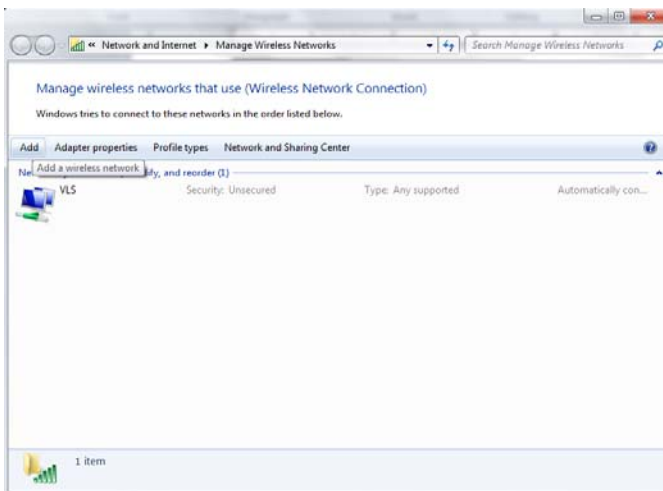 « Network and Internet ▸ Manage Wireless Networks Search Manage Wireless Networks
Manage wireless networks that use (Wireless Network Connection)
Windows tries to connect to these networks in the order listed below.
Add Adapter properties Profile types Network and Sharing Center
Add a wireless network
Ne ify, and reorder (1)
VLS Security: Unsecured Type: Any supported Automatically con...
1 item